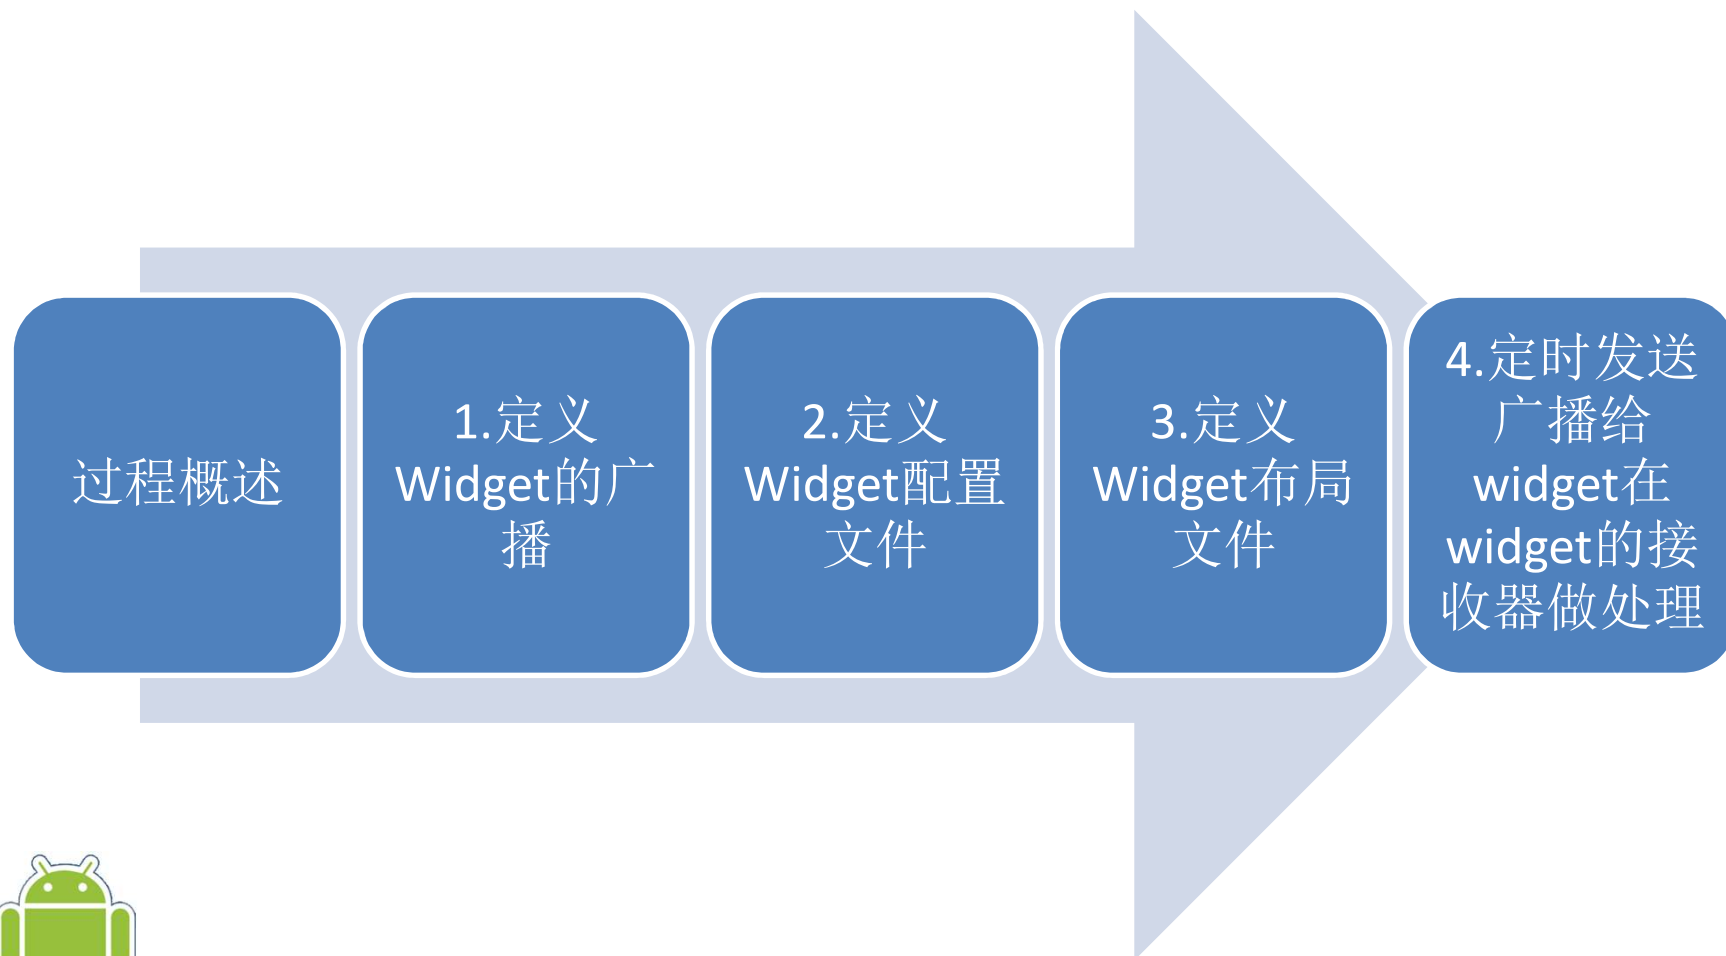 过程概述
1.定义
Widget的广
播
2.定义
Widget配置
文件
3.定义
Widget布局
文件
4.定时发送
广播给
widget在
widget的接
收器做处理